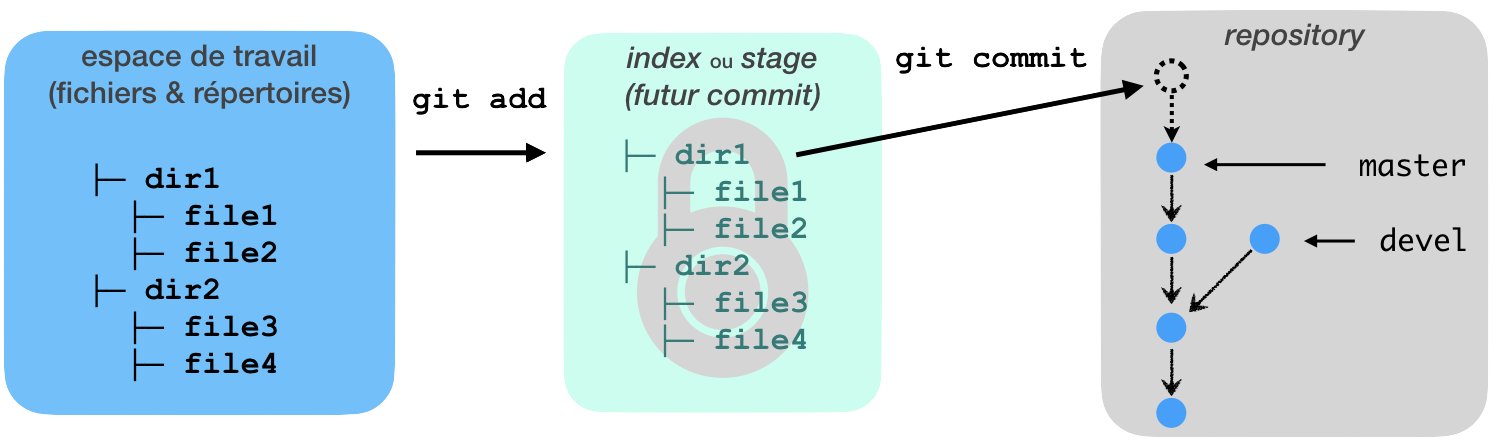 espace de travail
(fichiers & répertoires)
├─ dir1
├─ file1
├─ file2
├─ dir2
├─ file3
├─ file4
git add
index ou stage
(futur commit)
├─ dir1
├─ file1
├─ file2
├─ dir2
├─ file3
├─ file4
git commit
repository
master
devel